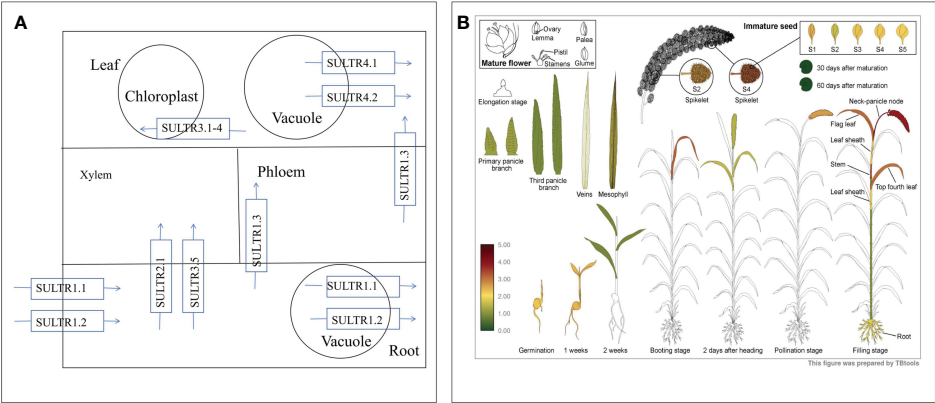 A
Leaf
SULTR4.1
Chloroplast
SULTR4.2
Vacuole
SULTR3.1-4
SULTR1.3
Xylem
Phloem
SULTR1.3
SULTR2.1
SULTR3.5
SULTR1.1
SULTR1.1
SULTR1.2
SULTR1.2
Vacuole
Root
B
Ovary
Lemma
Palea
Pistil
Stamens
Glume
Mature flower
Immature seed
S1 S2 S3 S4 S5
S2
Spikelet
S4
Spikelet
30 days after maturation
60 days after maturation
Elongation stage
Neck-panicle node
Flag leaf
Leaf sheath
Primary panicle
branch
Third panicle
branch
Veins
Mesophyll
Stem
Top fourth leaf
Leaf sheath
5.00
4.00
3.00
2.00
1.00
0.00
Root
Germination
1 weeks
2 weeks
Booting stage
2 days after heading
Pollination stage
Filling stage
This figure was prepared by TBtools